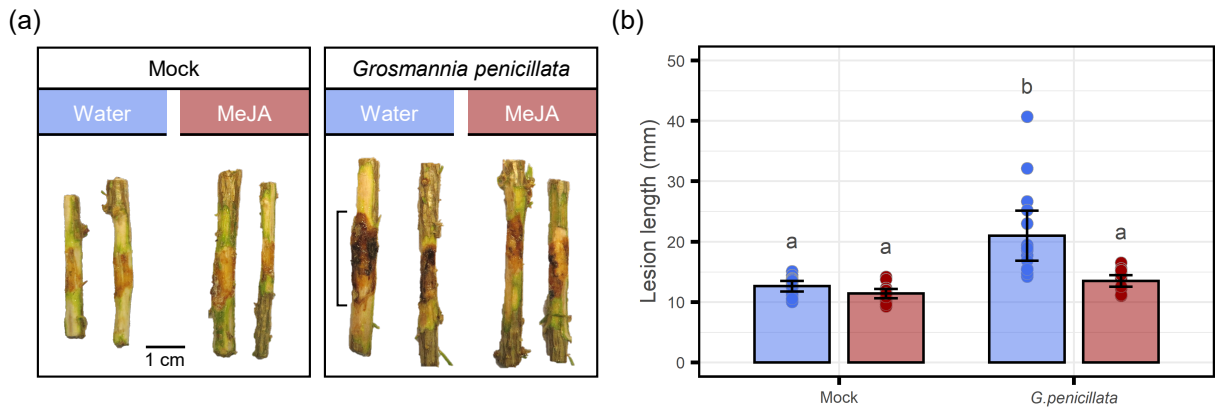 (a)
Mock
Grosmannia penicillata
Water
MeJA
Water
MeJA
1 cm
(b)
Lesion length (mm)
50
40
30
20
10
0
a
a
b
a
Mock
G.penicillata